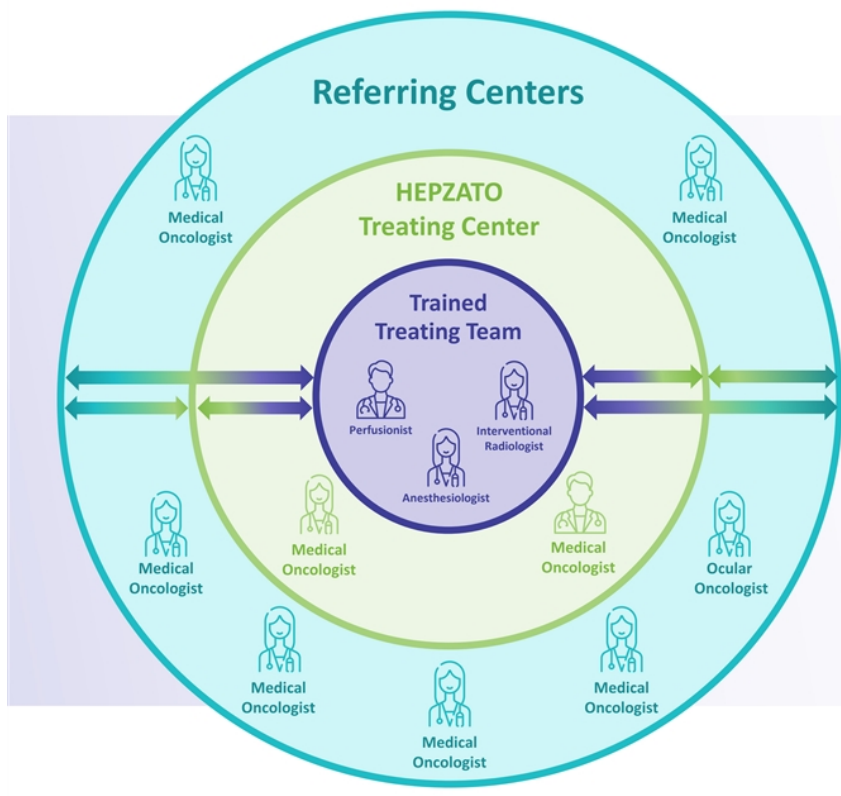 Referring Centers
Medical
Oncologist
Medical
Oncologist
HEPZATO
Treating Center
Trained
Treating Team
Perfusionist
Interventional
Radiologist
Anesthesiologist
Medical
Oncologist
Medical
Oncologist
Medical
Oncologist
Ocular
Oncologist
Medical
Oncologist
Medical
Oncologist
Medical
Oncologist